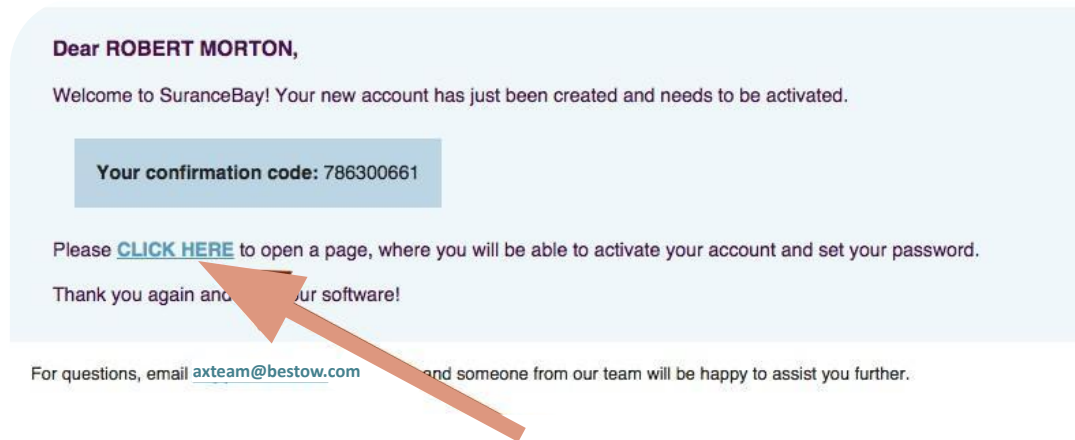 Dear ROBERT MORTON,
Welcome to SuranceBay! Your new account has just been created and needs to be activated.
Your confirmation code: 786300661
Please CLICK HERE to open a page, where you will be able to activate your account and set your password.
Thank you again and our software!
For questions, email axteam@bestow.com and someone from our team will be happy to assist you further.